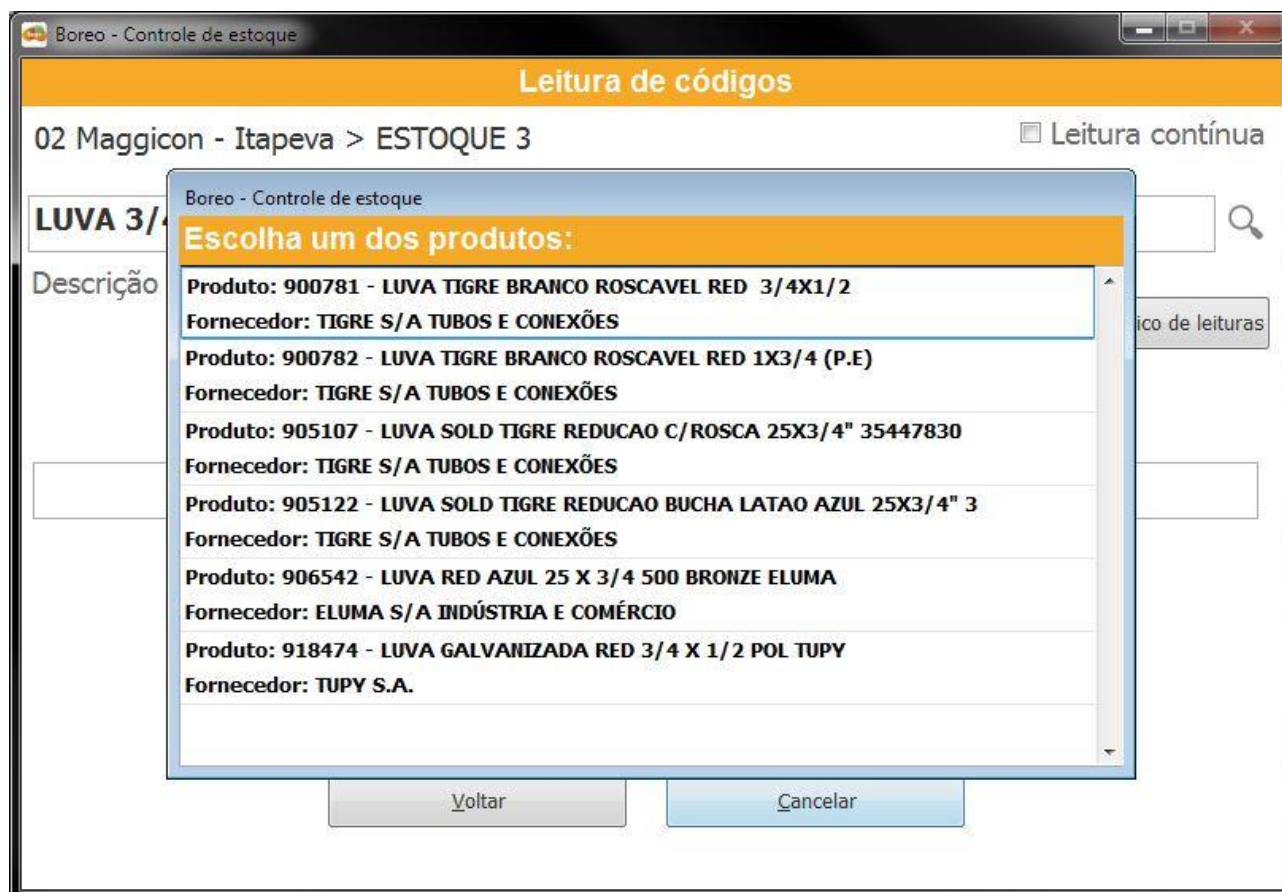 Boreo - Controle de estoque
Leitura de códigos
02 Maggicon - Itapeva > ESTOQUE 3
Leitura contínua
LUVA 3/4
Descrição
ico de leituras
Boreo - Controle de estoque
Escolha um dos produtos:
Produto: 900781 - LUVA TIGRE BRANCO ROSCAVEL RED  3/4X1/2
Fornecedor: TIGRE S/A TUBOS E CONEXÕES
Produto: 900782 - LUVA TIGRE BRANCO ROSCAVEL RED 1X3/4 (P.E)
Fornecedor: TIGRE S/A TUBOS E CONEXÕES
Produto: 905107 - LUVA SOLD TIGRE REDUCAO C/ROSCA 25X3/4" 35447830
Fornecedor: TIGRE S/A TUBOS E CONEXÕES
Produto: 905122 - LUVA SOLD TIGRE REDUCAO BUCHA LATAO AZUL 25X3/4" 3
Fornecedor: TIGRE S/A TUBOS E CONEXÕES
Produto: 906542 - LUVA RED AZUL 25 X 3/4 500 BRONZE ELUMA
Fornecedor: ELUMA S/A INDÚSTRIA E COMÉRCIO
Produto: 918474 - LUVA GALVANIZADA RED 3/4 X 1/2 POL TUPY
Fornecedor: TUPY S.A.
Voltar
Cancelar